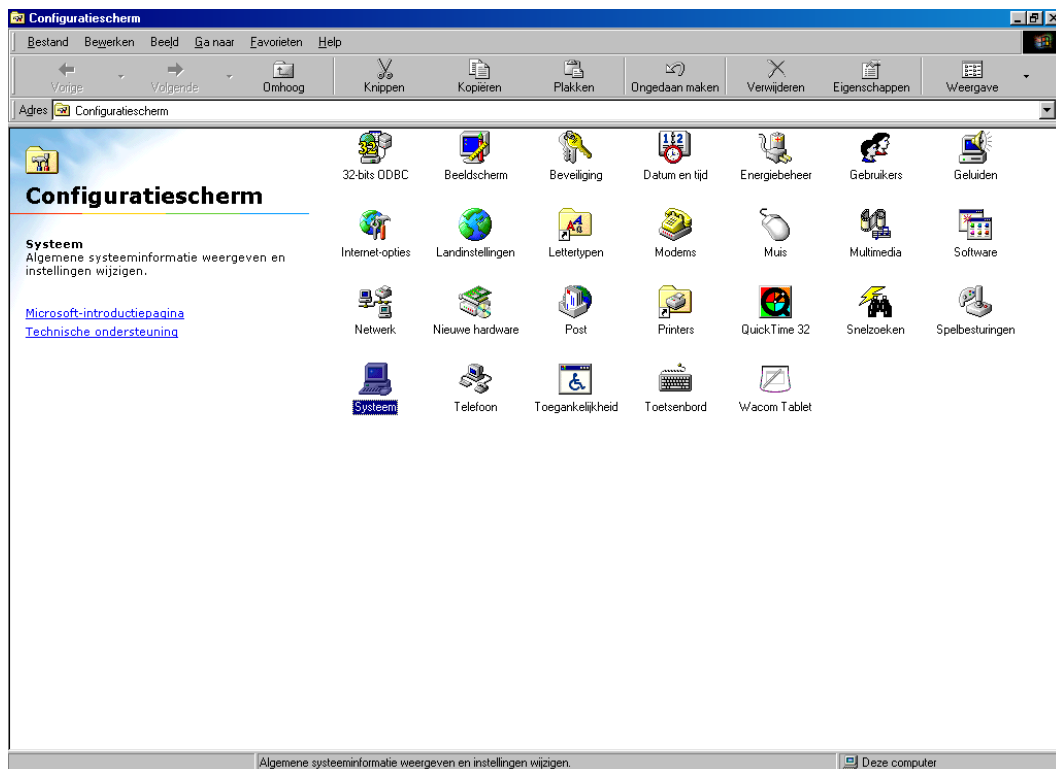 Configuratiescherm
Bestand Bewerken Beeld Ga naar Favorieten Help
Vorige Volgende Omhoog Knippen Kopiëren Plakken Ongedaan maken Verwijderen Eigenschappen Weergave
Adres Configuratiescherm
Configuratiescherm
Systeem
Algemene systeeminformatie weergeven en
instellingen wijzigen.
Microsoft-introductiepagina
Technische ondersteuning
32
32-bits ODBC Beeldscherm Beveiliging Datum en tijd Energiebeheer Gebruikers Geluiden
Internet-opties Landinstellingen Lettertypen Modems Muis Multimedia Software
Netwerk Nieuwe hardware Post Printers QuickTime 32 Snelzoeken Spelbesturingen
Systeem Telefoon Toegankelijkheid Toetsenbord Wacom Tablet
Algemene systeeminformatie weergeven en instellingen wijzigen. Deze computer